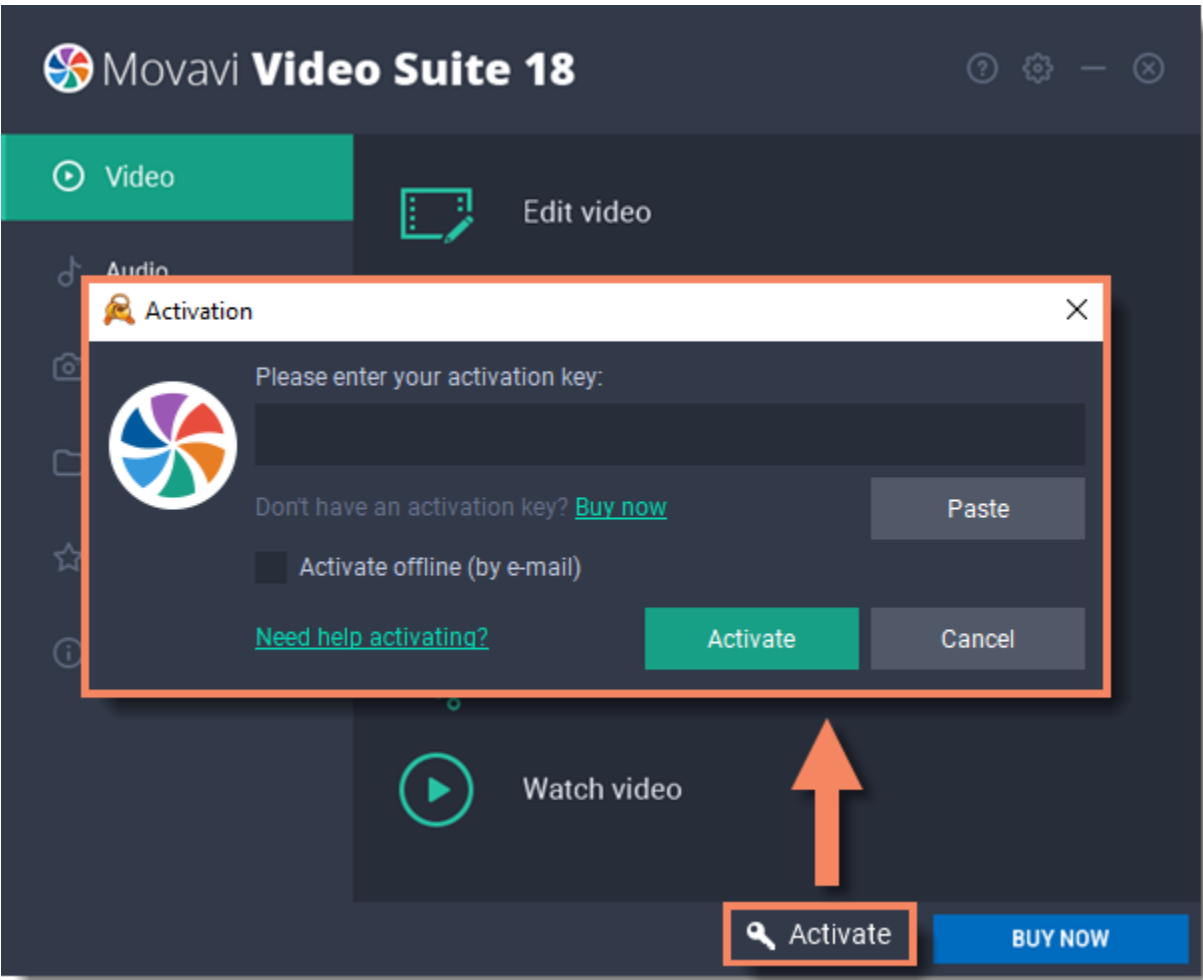 Movavi Video Suite 18
Video
Edit video
Audio
Activation
Please enter your activation key:
Don't have an activation key? Buy now
Paste
Activate offline (by e-mail)
Need help activating?
Activate
Cancel
Watch video
Activate
BUY NOW